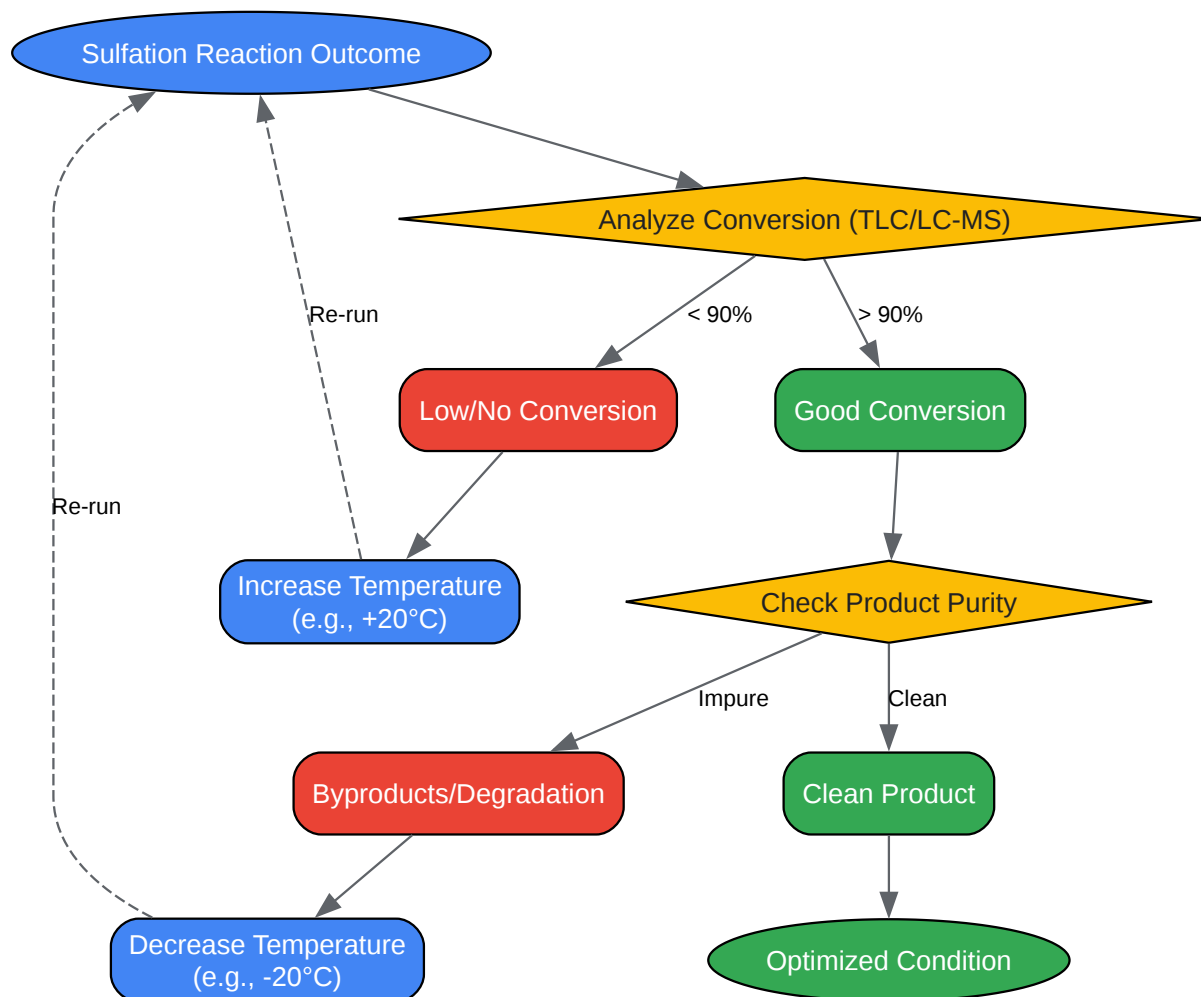 Sulfation Reaction Outcome
Analyze Conversion (TLC/LC-MS)
Re-run
< 90%
> 90%
Low/No Conversion
Good Conversion
Re-run
Increase Temperature
(e.g., +20°C)
Check Product Purity
Impure
Clean
Byproducts/Degradation
Clean Product
Decrease Temperature
(e.g., -20°C)
Optimized Condition